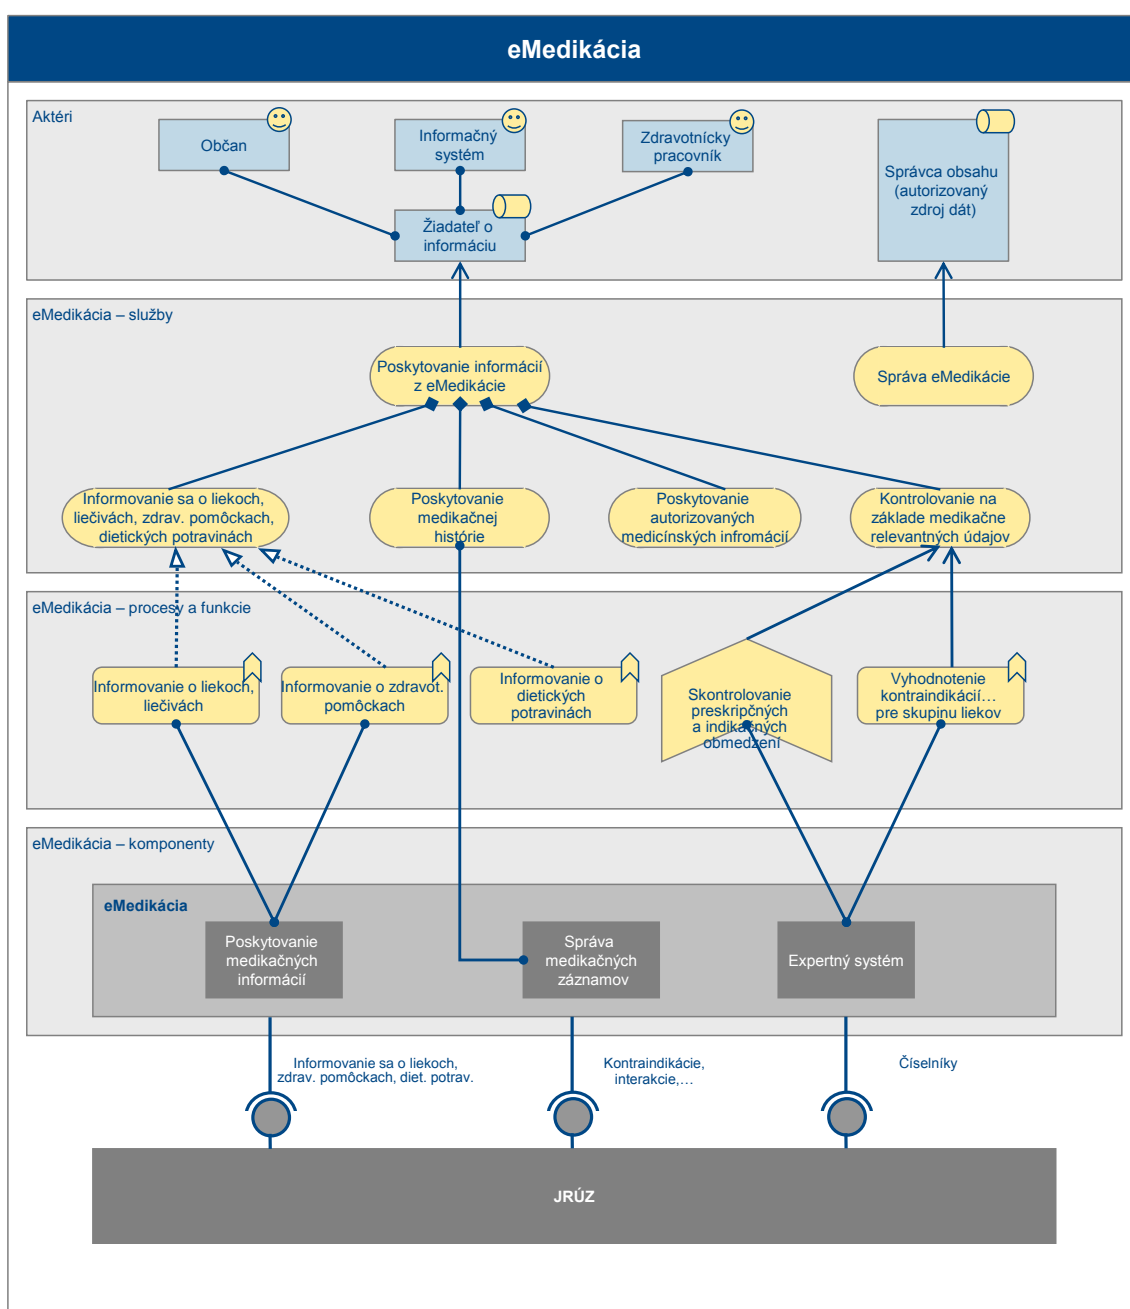 eMedikácia
Aktéri
Občan
Informačný
systém
Zdravotnícky
pracovník
Správca obsahu
(autorizovaný
zdroj dát)
Žiadateľ o
informáciu
eMedikácia – služby
Poskytovanie informácií
z eMedikácie
Správa eMedikácie
Informovanie sa o liekoch,
liečivách, zdrav. pomôckach,
dietických potravinách
Poskytovanie
medikačnej
histórie
Poskytovanie
autorizovaných
medicínských infromácií
Kontrolovanie na
základe medikačne
relevantných údajov
eMedikácia – procesy a funkcie
Informovanie o liekoch,
liečivách
Informovanie o zdravot.
pomôckach
Informovanie o
dietických
potravinách
Skontrolovanie
preskripčných
a indikačných
obmedzení
Vyhodnotenie
kontraindikácií…
pre skupinu liekov
eMedikácia – komponenty
eMedikácia
Poskytovanie
medikačných
informácií
Správa
medikačných
záznamov
Expertný systém
Informovanie sa o liekoch,
zdrav. pomôckach, diet. potrav.
Kontraindikácie,
interakcie,…
Číselníky
JRÚZ